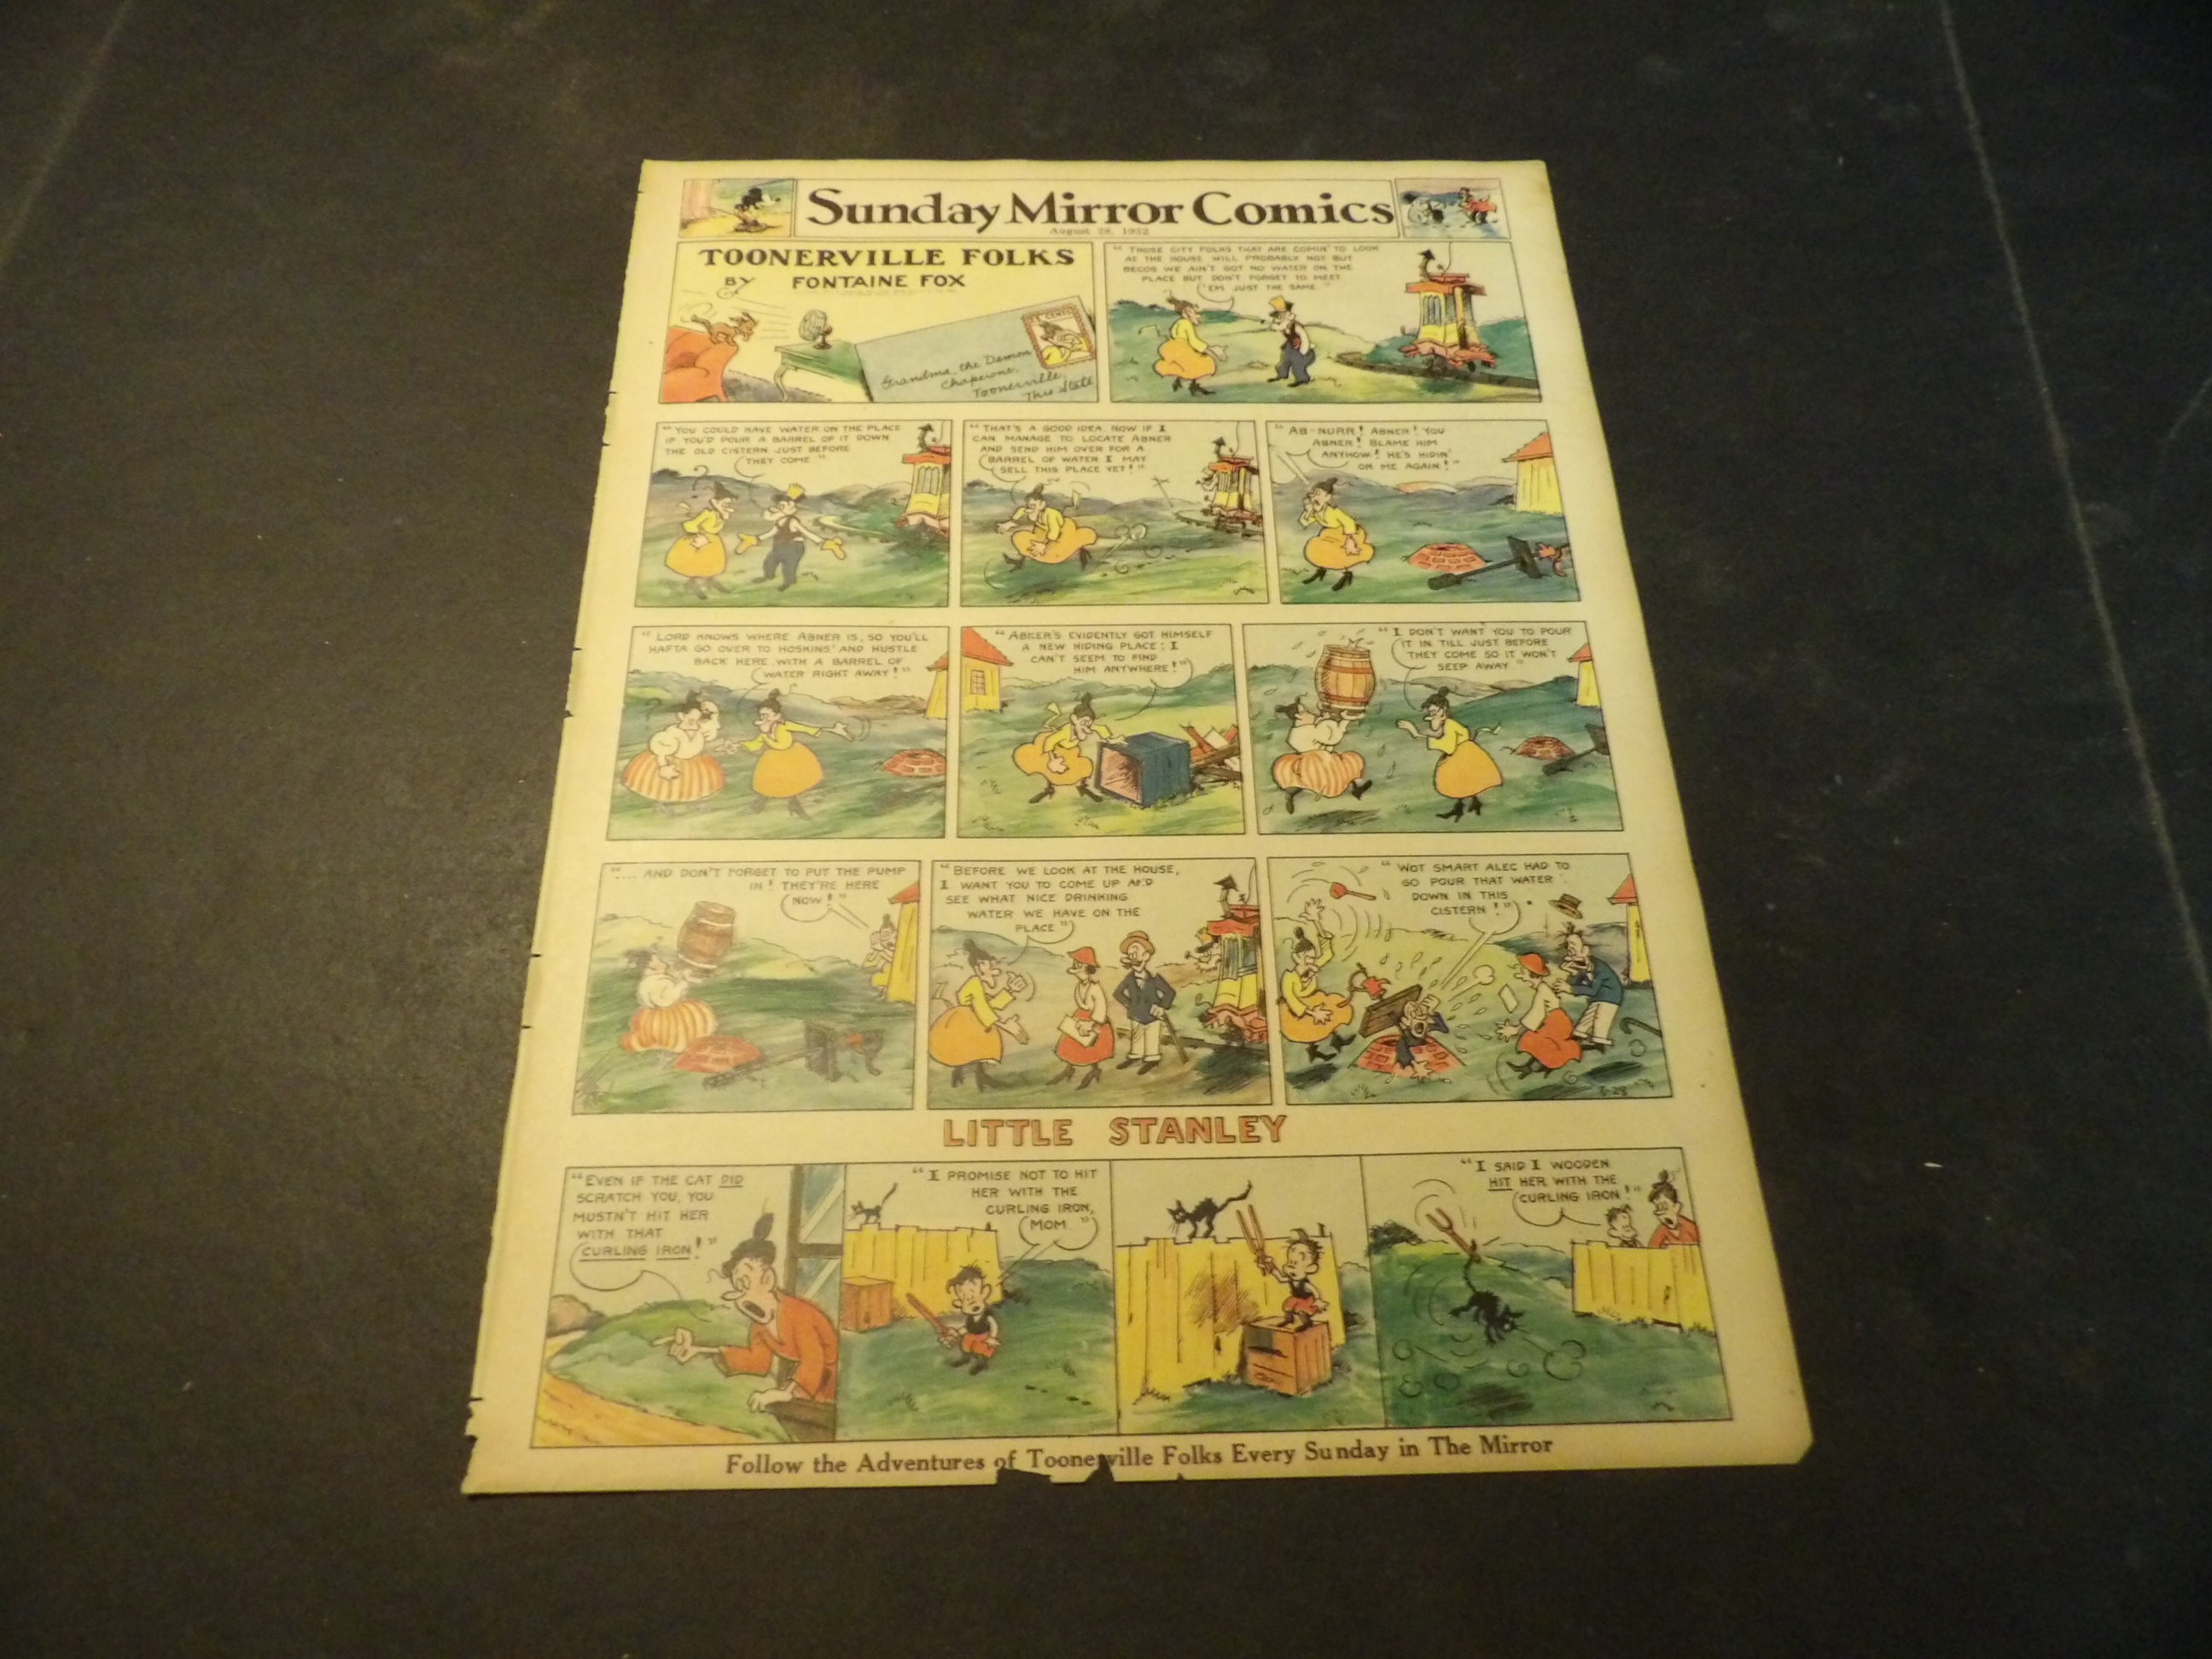 Sunday Mirror Comics
August 28, 1932
TOONERVILLE FOLKS
BY FONTAINE FOX
2 CENTS
Grandma, the Demon
Chaperone,
Toonerville,
This State
"THOSE CITY FOLKS THAT ARE COMIN' TO LOOK
AT THE HOUSE WILL PROBABLY NOT BUY
BECOS WE AIN'T GOT NO WATER ON THE
PLACE BUT DON'T FORGET TO MEET
'EM JUST THE SAME."
"YOU COULD HAVE WATER ON THE PLACE
IF YOU'D POUR A BARREL OF IT DOWN
THE OLD CISTERN JUST BEFORE
THEY COME"
?
"THAT'S A GOOD IDEA. NOW IF I
CAN MANAGE TO LOCATE ABNER
AND SEND HIM OVER FOR A
BARREL OF WATER I MAY
SELL THIS PLACE YET!"
"AB-NURR! ABNER! YOU
ABNER! BLAME HIM
ANYHOW! HE'S HIDIN'
ON ME AGAIN!"
"LORD KNOWS WHERE ABNER IS, SO YOU'LL
HAFTA GO OVER TO HOSKINS' AND HUSTLE
BACK HERE WITH A BARREL OF
WATER RIGHT AWAY!"
?
"ABNER'S EVIDENTLY GOT HIMSELF
A NEW HIDING PLACE; I
CAN'T SEEM TO FIND
HIM ANYWHERE!"
"I DON'T WANT YOU TO POUR
IT IN TILL JUST BEFORE
THEY COME SO IT WON'T
SEEP AWAY"
".... AND DON'T FORGET TO PUT THE PUMP
IN! THEY'RE HERE
NOW!"
"BEFORE WE LOOK AT THE HOUSE,
I WANT YOU TO COME UP AND
SEE WHAT NICE DRINKING
WATER WE HAVE ON THE
PLACE"
"WOT SMART ALEC HAD TO
GO POUR THAT WATER
DOWN IN THIS
CISTERN!"
8-28
LITTLE STANLEY
"EVEN IF THE CAT DID
SCRATCH YOU, YOU
MUSTN'T HIT HER
WITH THAT
CURLING IRON!"
"I PROMISE NOT TO HIT
HER WITH THE
CURLING IRON,
MOM."
"I SAID I WOODEN
HIT HER WITH THE
CURLING IRON!"
Follow the Adventures of Toonerville Folks Every Sunday in The Mirror